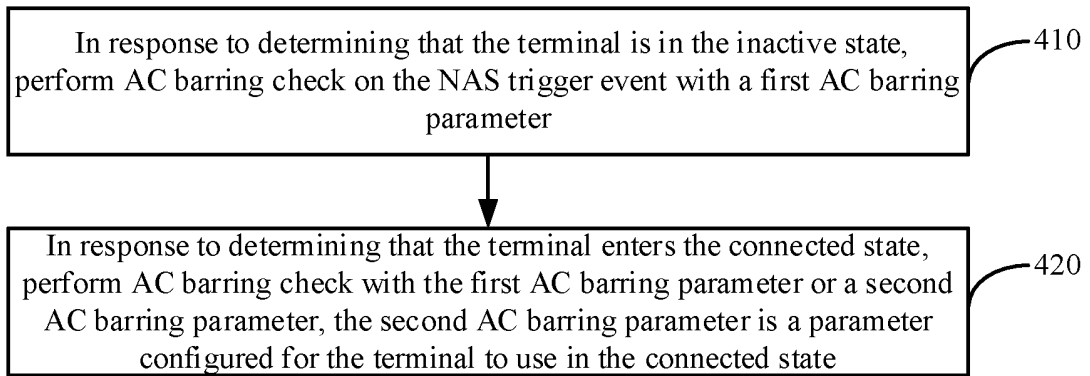 In response to determining that the terminal is in the inactive state,
perform AC barring check on the NAS trigger event with a first AC barring
parameter
410
In response to determining that the terminal enters the connected state,
perform AC barring check with the first AC barring parameter or a second
AC barring parameter, the second AC barring parameter is a parameter
configured for the terminal to use in the connected state
420